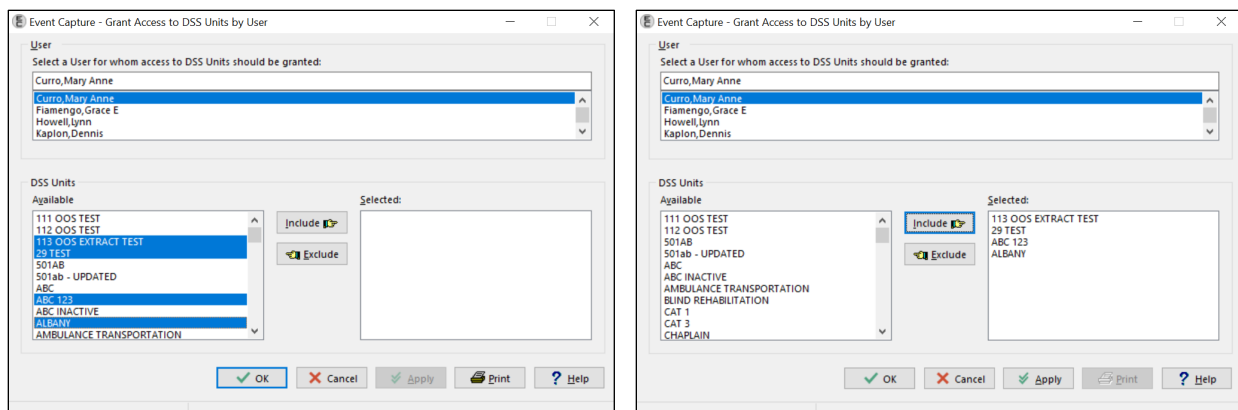 Event Capture - Grant Access to DSS Units by User
User
Select a User for whom access to DSS Units should be granted:
Curro,Mary Anne
Curro,Mary Anne
Fiamengo,Grace E
Howell,Lynn
Kaplon,Dennis
DSS Units
Available
111 OOS TEST
112 OOS TEST
113 OOS EXTRACT TEST
29 TEST
501AB
501ab - UPDATED
ABC
ABC 123
ABC INACTIVE
ALBANY
AMBULANCE TRANSPORTATION
Include
Exclude
Selected:
OK
Cancel
Apply
Print
Help
Event Capture - Grant Access to DSS Units by User
User
Select a User for whom access to DSS Units should be granted:
Curro,Mary Anne
Curro,Mary Anne
Fiamengo,Grace E
Howell,Lynn
Kaplon,Dennis
DSS Units
Available
111 OOS TEST
112 OOS TEST
501AB
501ab - UPDATED
ABC
ABC INACTIVE
AMBULANCE TRANSPORTATION
BLIND REHABILITATION
CAT 1
CAT 3
CHAPLAIN
Include
Exclude
Selected:
113 OOS EXTRACT TEST
29 TEST
ABC 123
ALBANY
OK
Cancel
Apply
Print
Help